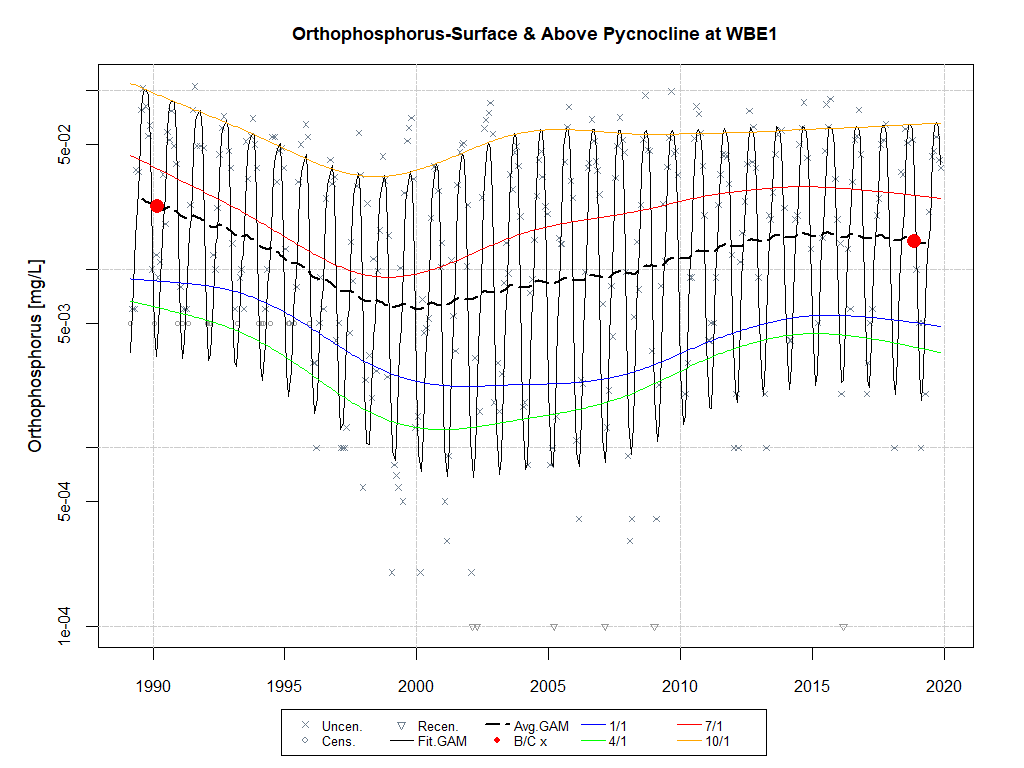 Orthophosphorus-Surface & Above Pycnocline at WBE1
Orthophosphorus [mg/L]
5e-02
5e-03
5e-04
1e-04
1990 1995 2000 2005 2010 2015 2020
Uncen. Recen. Avg.GAM 1/1 7/1
Cens. Fit.GAM B/C x 4/1 10/1